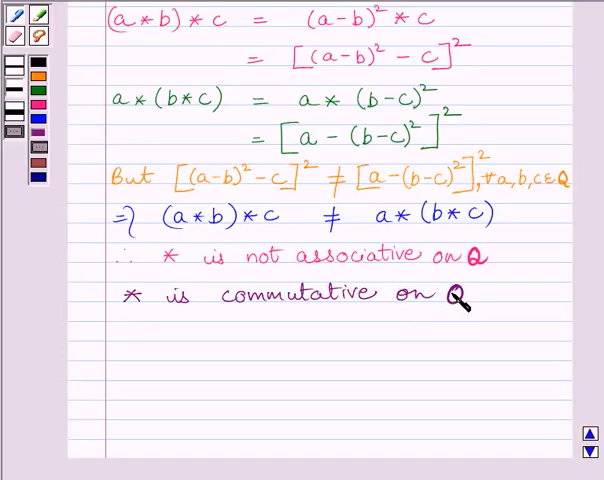 (a*b)*c = (a-b)² * c
= [(a-b)² - c]²
a*(b*c) = a*(b-c)²
= [a - (b-c)²]²
But [(a-b)² - c]² ≠ [a-(b-c)²]², ∀ a,b,c ∈ Q
⇒ (a*b)*c ≠ a*(b*c)
∴ * is not associative on Q
* is commutative on Q